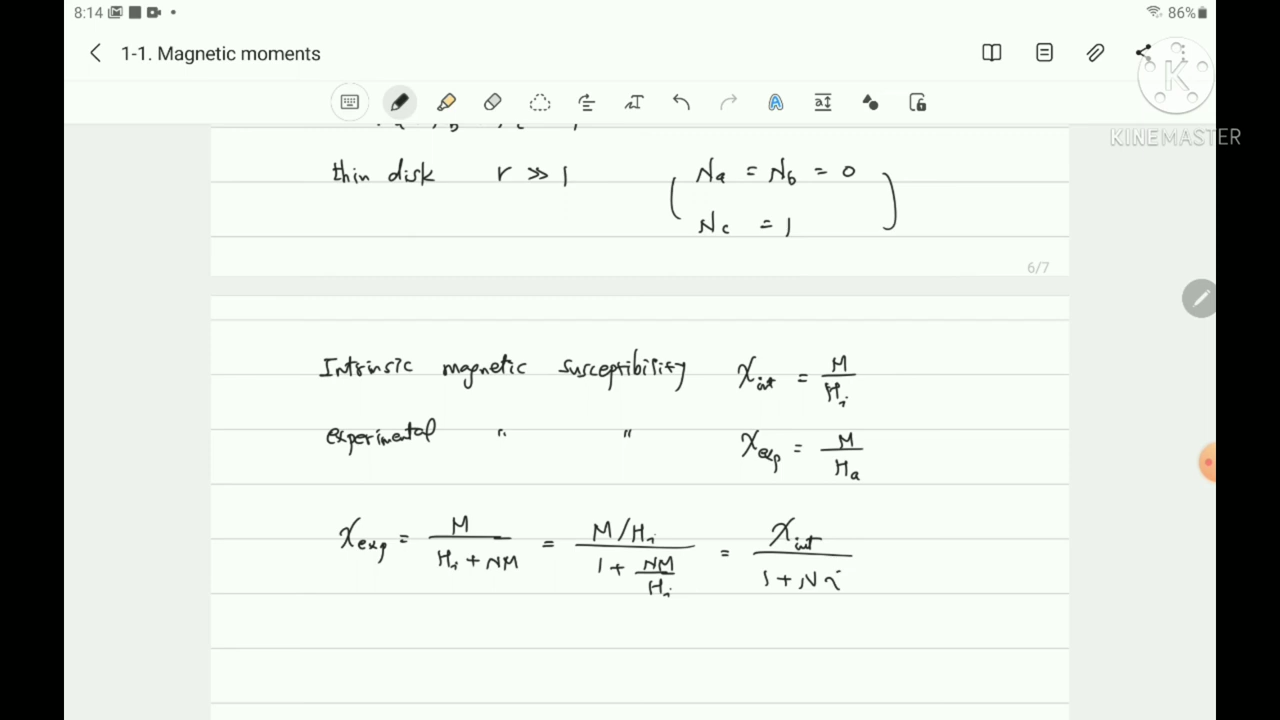 8:14 86%
1-1. Magnetic moments
KINEMASTER
thin disk r ≫ 1 ( Na = Nb = 0
Nc = 1 )
6/7
Intrinsic magnetic susceptibility χint = M/Hi
experimental " " χexp = M/Ha
χexp = M/(Hi + NM) = (M/Hi)/(1 + NM/Hi) = χint/(1 + N